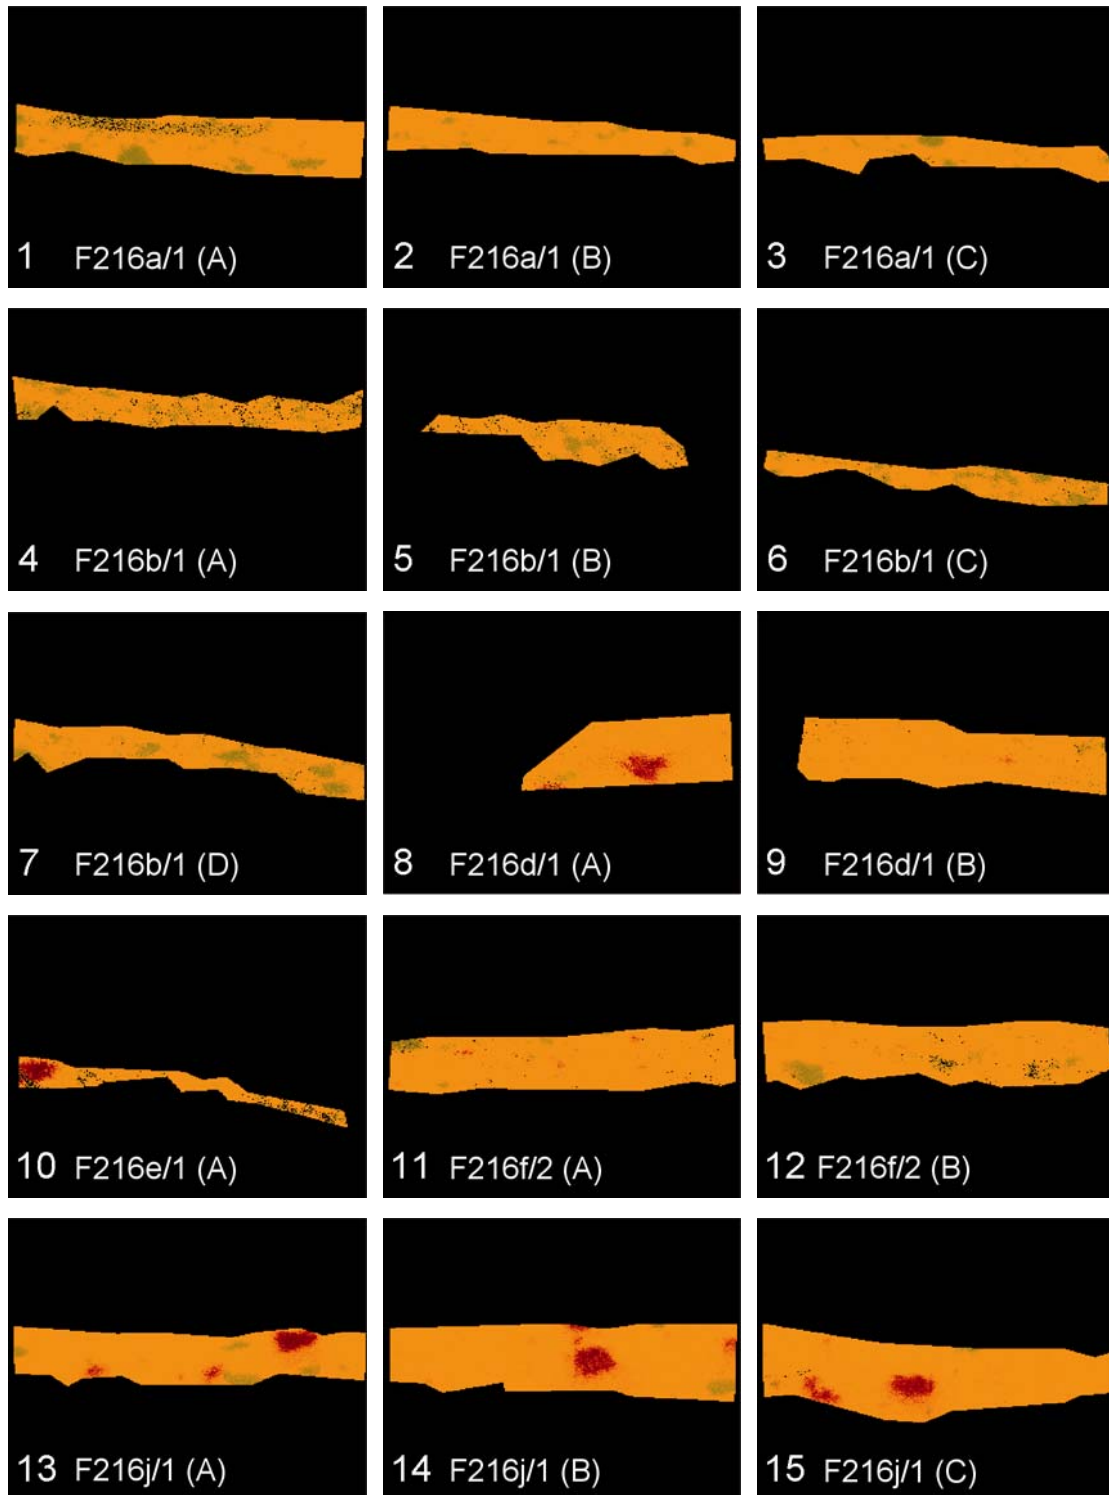 1 F216a/1 (A)
2 F216a/1 (B)
3 F216a/1 (C)
4 F216b/1 (A)
5 F216b/1 (B)
6 F216b/1 (C)
7 F216b/1 (D)
8 F216d/1 (A)
9 F216d/1 (B)
10 F216e/1 (A)
11 F216f/2 (A)
12 F216f/2 (B)
13 F216j/1 (A)
14 F216j/1 (B)
15 F216j/1 (C)